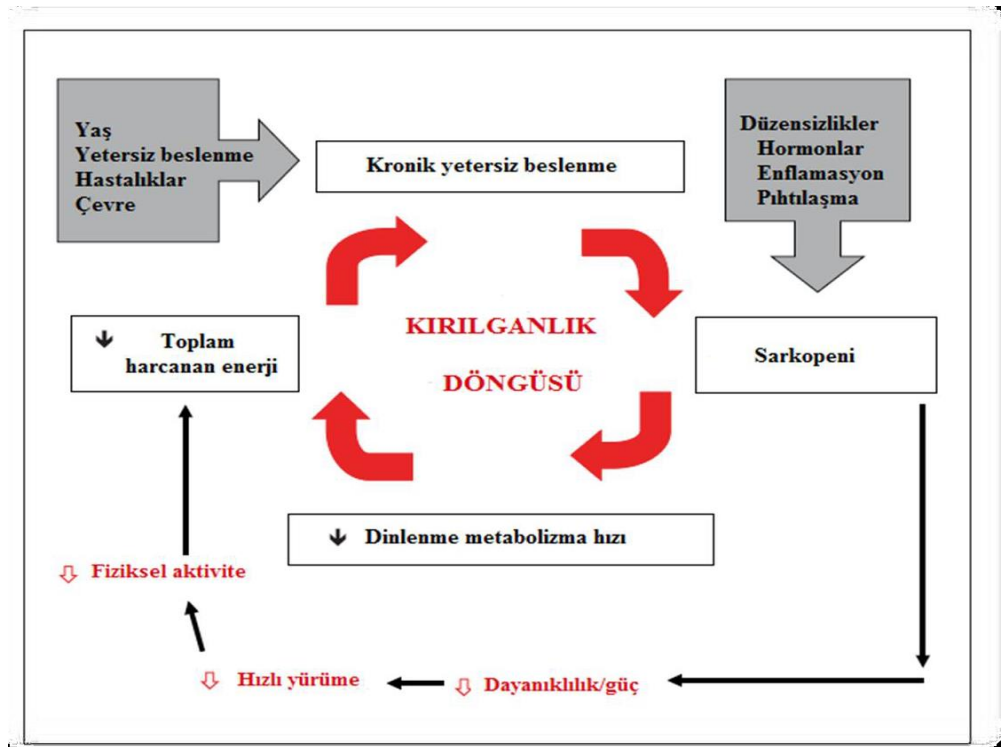 Yaş
Yetersiz beslenme
Hastalıklar
Çevre
Kronik yetersiz beslenme
Düzensizlikler
Hormonlar
Enflamasyon
Pıhtılaşma
KIRILGANLIK
DÖNGÜSÜ
Toplam
harcanan enerji
Sarkopeni
Dinlenme metabolizma hızı
Fiziksel aktivite
Hızlı yürüme
Dayanıklılık/güç